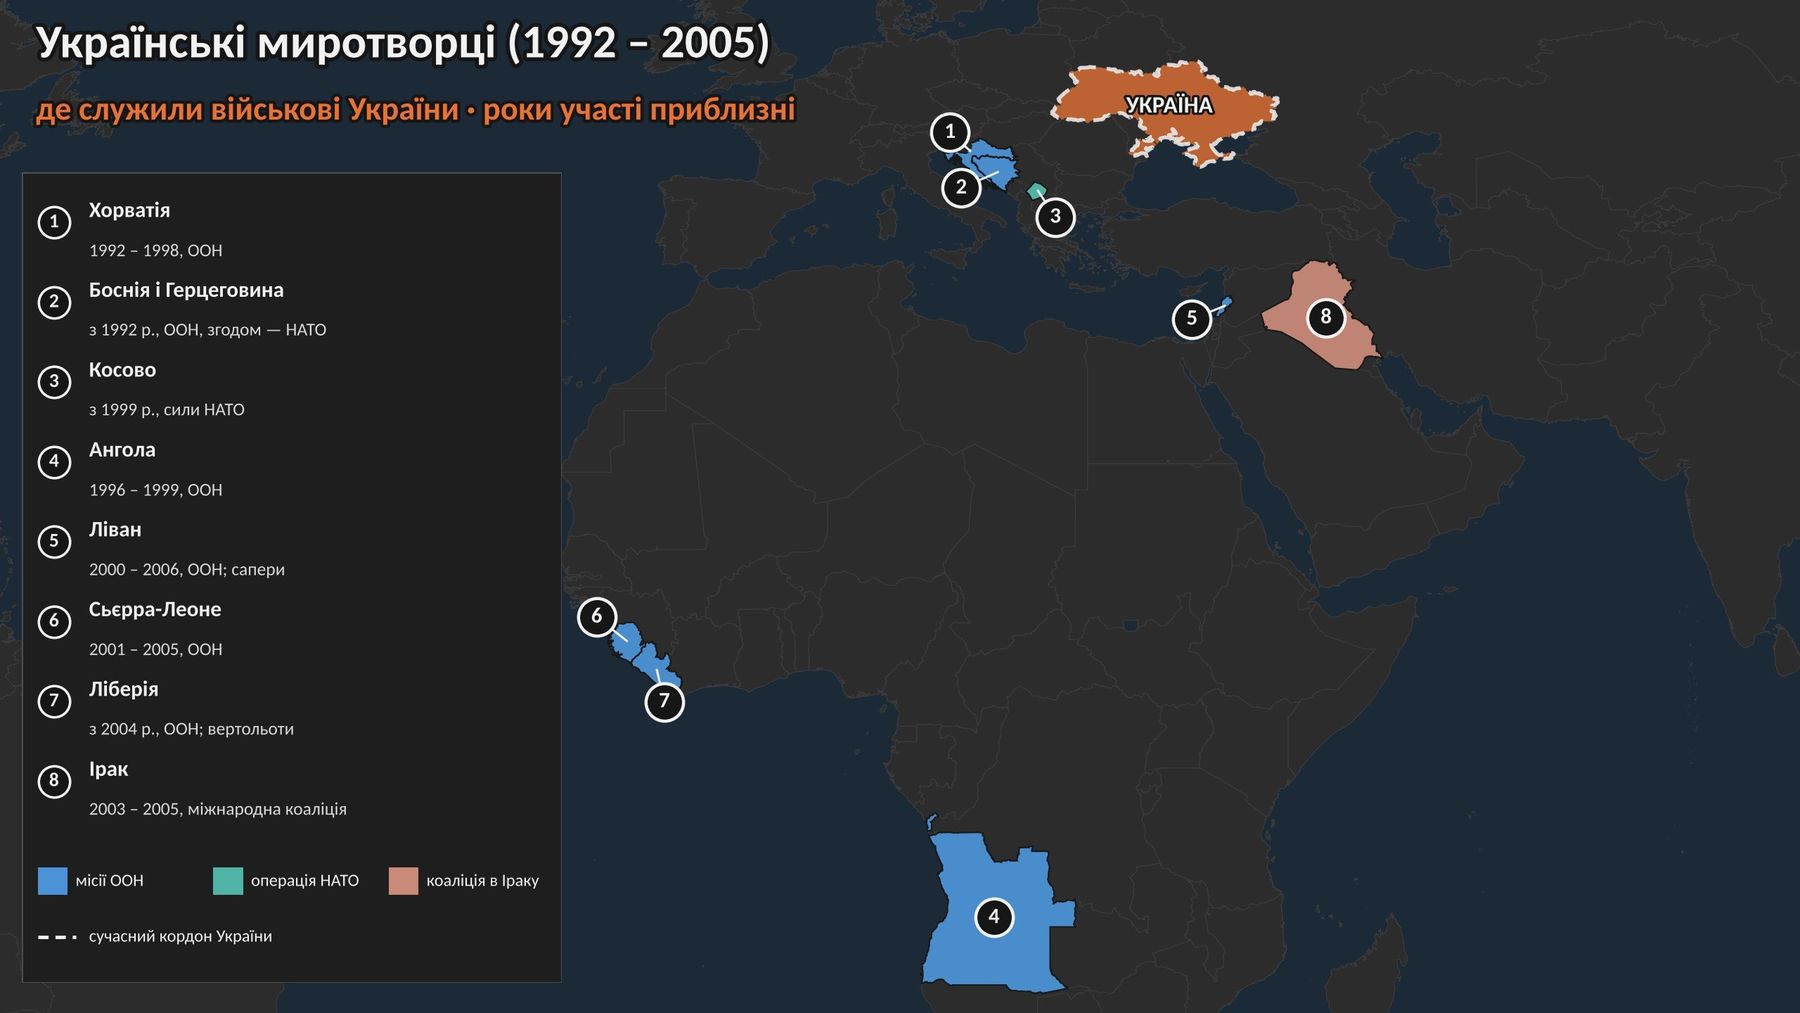 Українські миротворці (1992 – 2005)
де служили військові України · роки участі приблизні
1 Хорватія
1992 – 1998, ООН
2 Боснія і Герцеговина
з 1992 р., ООН, згодом — НАТО
3 Косово
з 1999 р., сили НАТО
4 Ангола
1996 – 1999, ООН
5 Ліван
2000 – 2006, ООН; сапери
6 Сьєрра-Леоне
2001 – 2005, ООН
7 Ліберія
з 2004 р., ООН; вертольоти
8 Ірак
2003 – 2005, міжнародна коаліція
місії ООН
операція НАТО
коаліція в Іраку
сучасний кордон України
УКРАЇНА
1
2
3
5
8
6
7
4